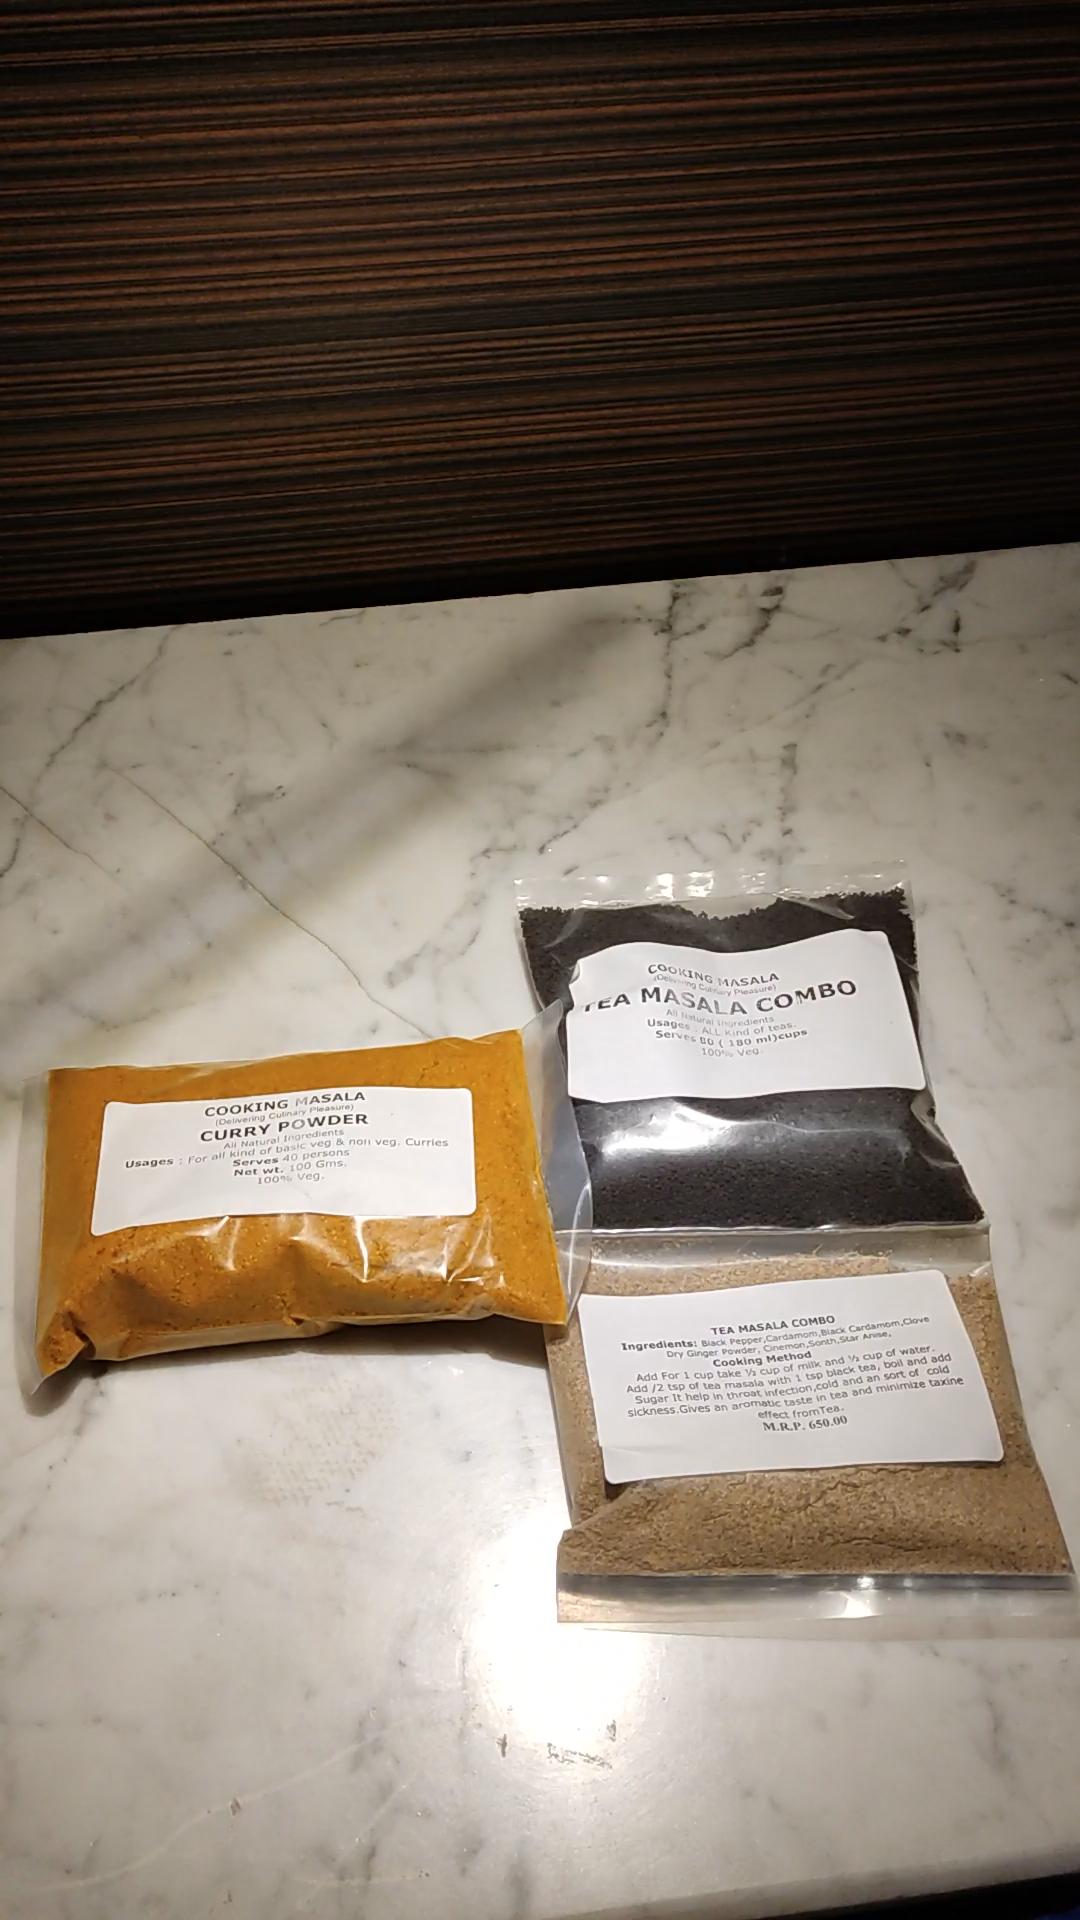 COOKING MASALA
(Delivering Culinary Pleasure)
TEA MASALA COMBO
All Natural Ingredients
Usages : ALL Kind of teas.
Serves 80 ( 180 ml)cups
100% Veg.
COOKING MASALA
(Delivering Culinary Pleasure)
CURRY POWDER
All Natural Ingredients
Usages : For all kind of basic veg & non veg. Curries
Serves 40 persons
Net wt. 100 Gms.
100% Veg.
TEA MASALA COMBO
Ingredients: Black Pepper,Cardamom,Black Cardamom,Clove
Dry Ginger Powder, Cinemon,Sonth,Star Anise,
Cooking Method
Add For 1 cup take ½ cup of milk and ½ cup of water.
Add /2 tsp of tea masala with 1 tsp black tea, boil and add
Sugar It help in throat infection,cold and an sort of cold
sickness.Gives an aromatic taste in tea and minimize taxine
effect fromTea.
M.R.P. 650.00